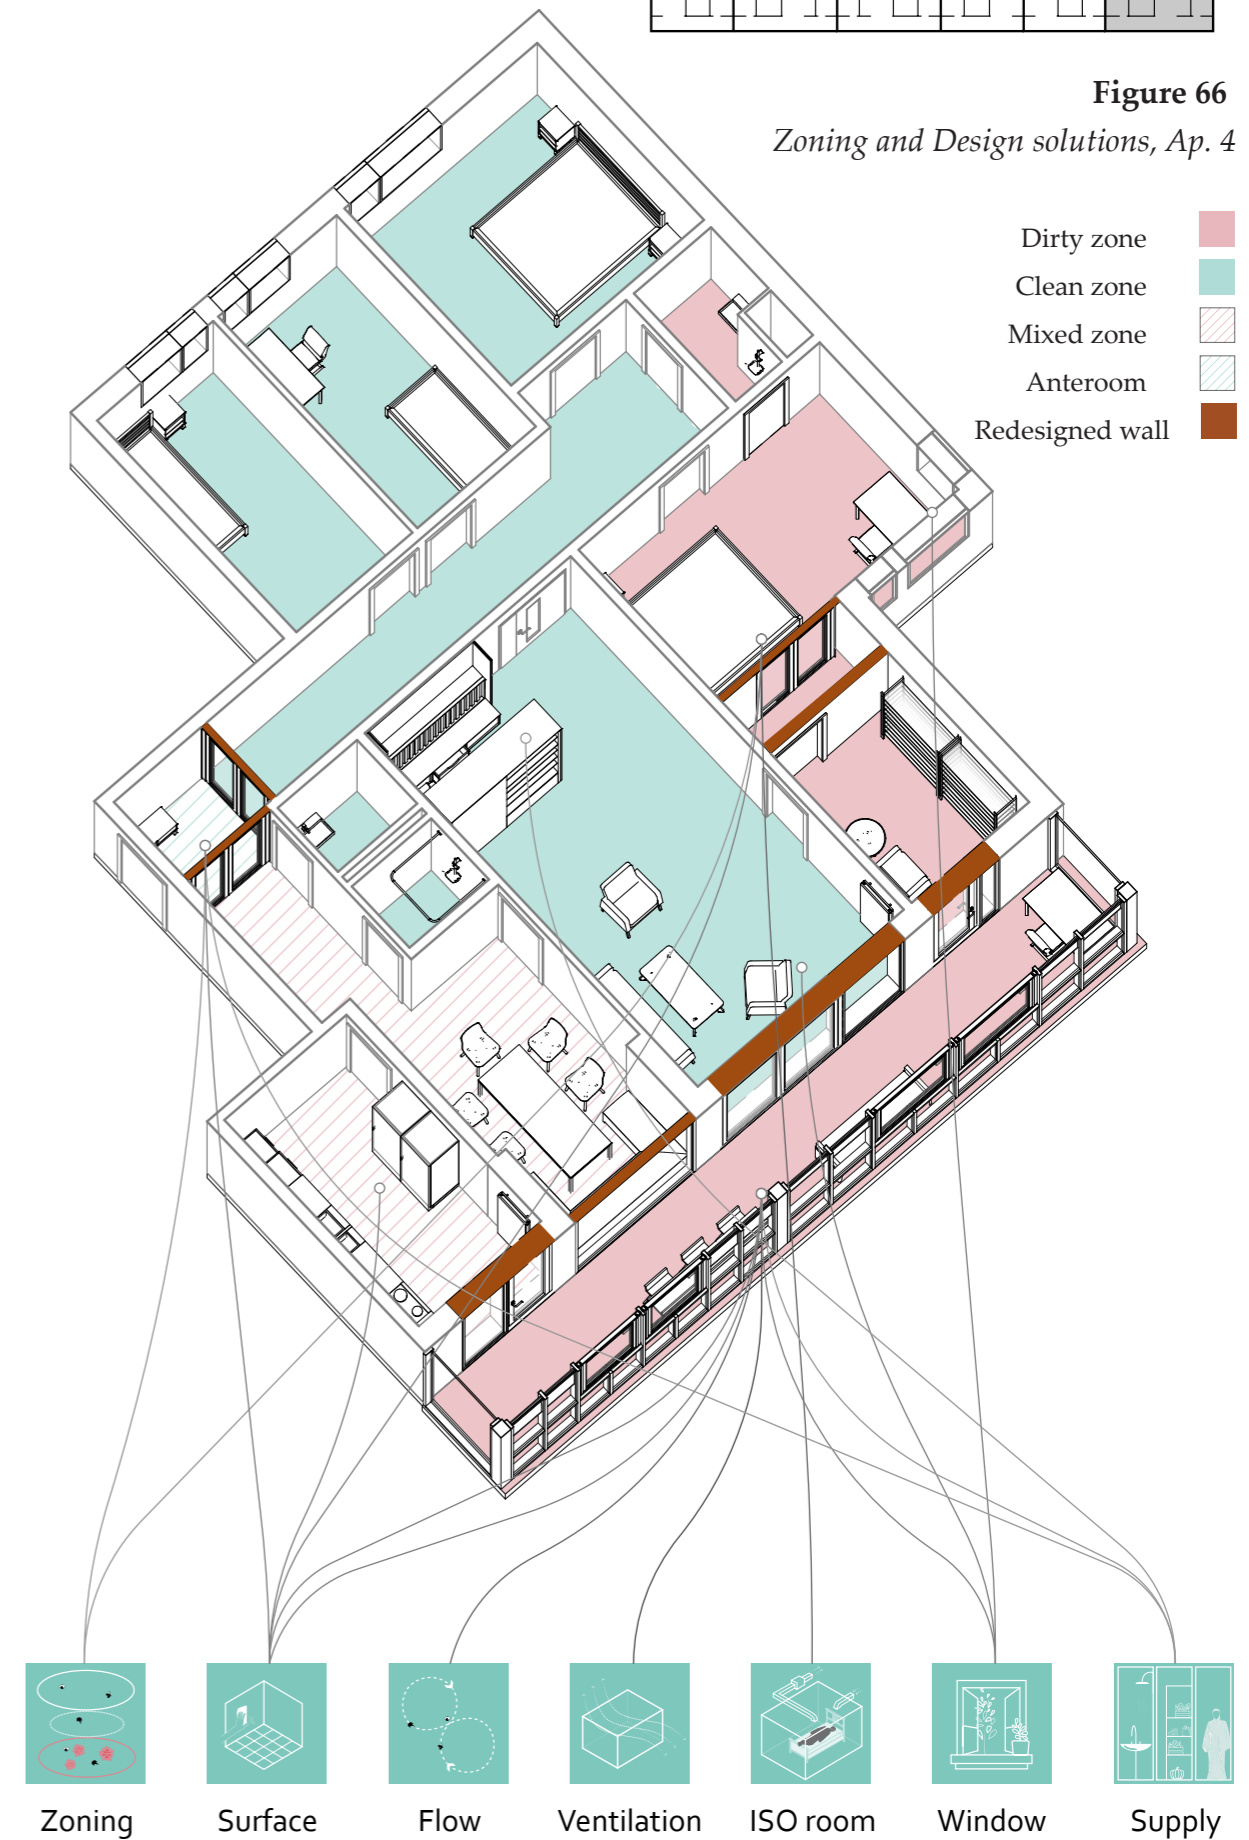 Figure 66
Zoning and Design solutions, Ap. 4
Dirty zone
Clean zone
Mixed zone
Anteroom
Redesigned wall
Zoning
Surface
Flow
Ventilation
ISO room
Window
Supply